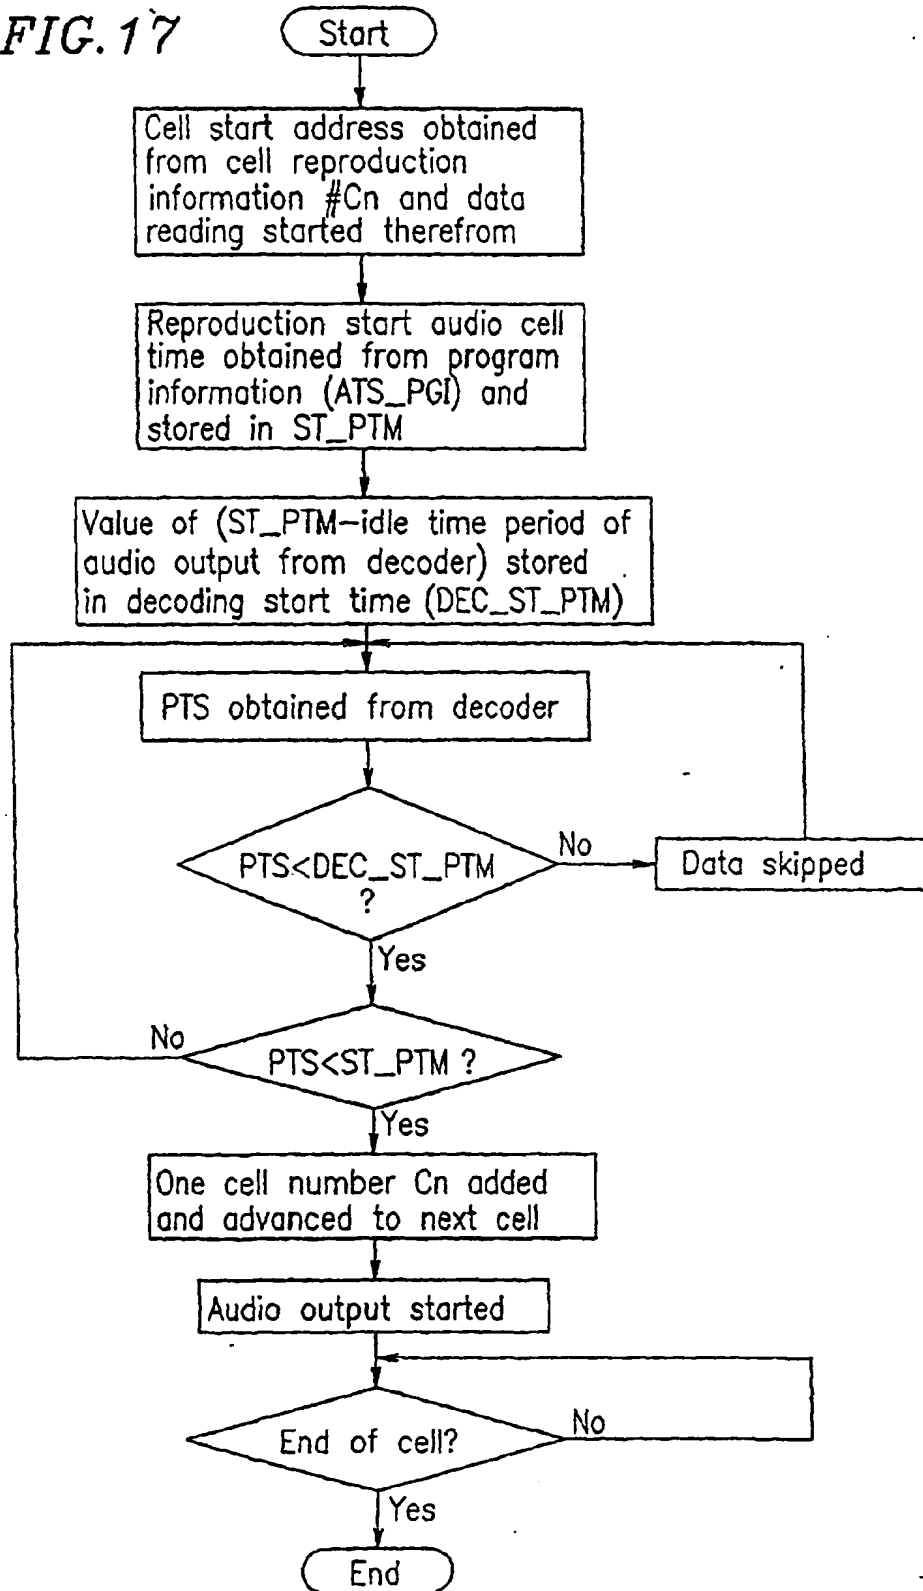 FIG.17
Start
Cell start address obtained
from cell reproduction
information #Cn and data
reading started therefrom
Reproduction start audio cell
time obtained from program
information (ATS_PGI) and
stored in ST_PTM
Value of (ST_PTM-idle time period of
audio output from decoder) stored
in decoding start time (DEC_ST_PTM)
PTS obtained from decoder
PTS<DEC_ST_PTM
?
No
Data skipped
Yes
No
PTS<ST_PTM ?
Yes
One cell number Cn added
and advanced to next cell
Audio output started
End of cell?
No
Yes
End